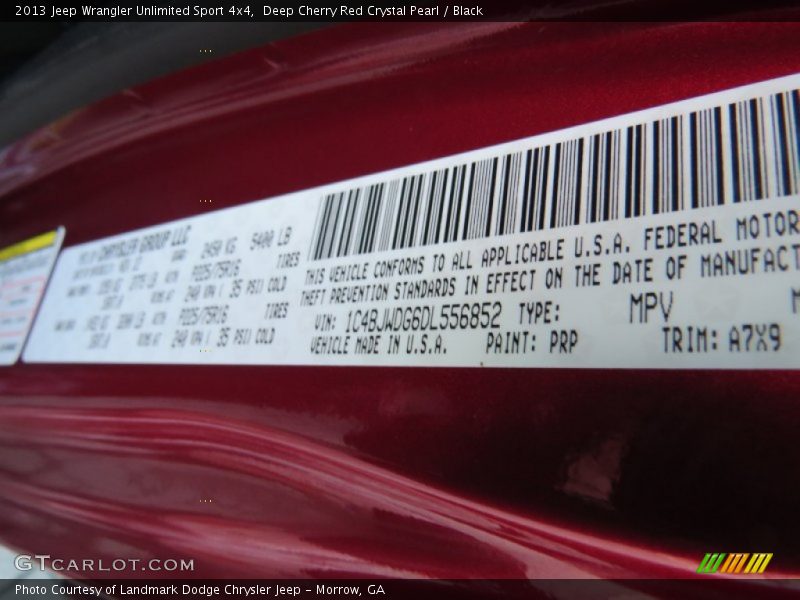 2013 Jeep Wrangler Unlimited Sport 4x4, Deep Cherry Red Crystal Pearl / Black
CHRYSLER GROUP LLC
2450 KG 5400 LB
P225/75R16 TIRES
240 KPA / 35 PSI COLD
P225/75R16 TIRES
240 KPA / 35 PSI COLD
THIS VEHICLE CONFORMS TO ALL APPLICABLE U.S.A. FEDERAL MOTOR
THEFT PREVENTION STANDARDS IN EFFECT ON THE DATE OF MANUFACT
VIN: 1C4BJWDG6DL556852 TYPE: MPV
VEHICLE MADE IN U.S.A. PAINT: PRP TRIM: A7X9
GTCARLOT.COM
Photo Courtesy of Landmark Dodge Chrysler Jeep – Morrow, GA